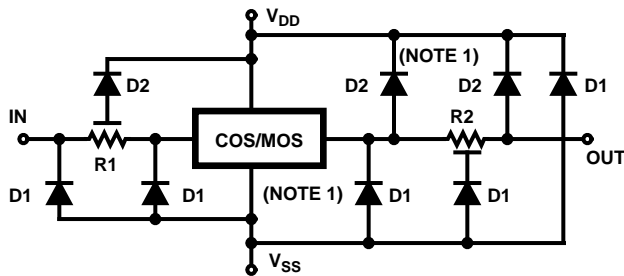 VDD
(NOTE 1)
D2
D2
D2
D1
IN
R2
COS/MOS
R1
OUT
D1
D1
(NOTE 1)
D1
D1
VSS